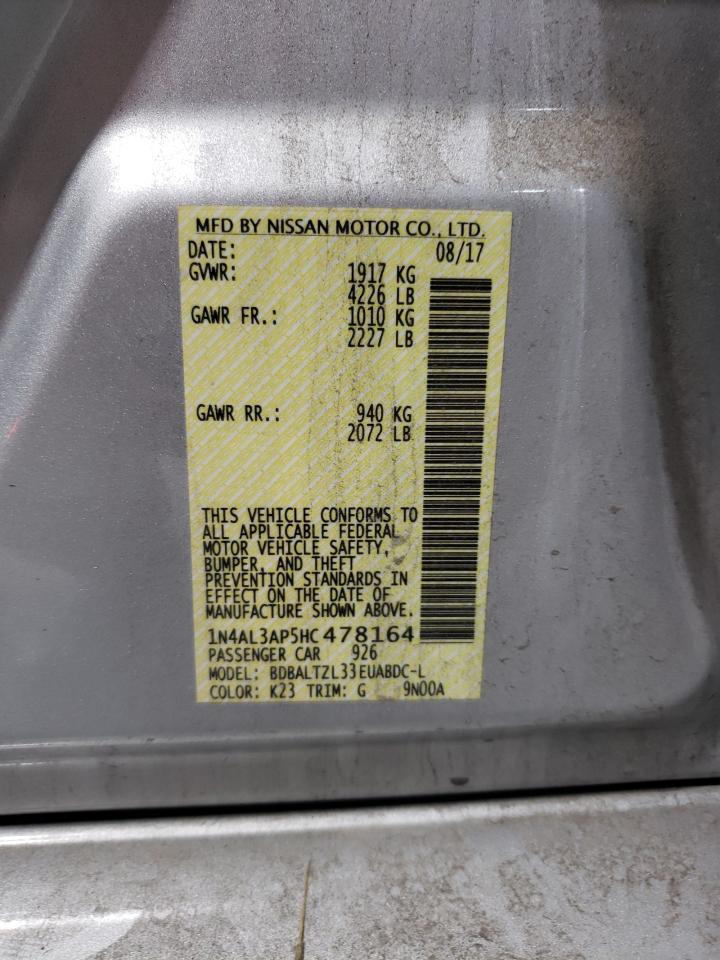 MFD BY NISSAN MOTOR CO., LTD.
DATE: 08/17
GVWR: 1917 KG
4226 LB
GAWR FR.: 1010 KG
2227 LB
GAWR RR.: 940 KG
2072 LB
THIS VEHICLE CONFORMS TO
ALL APPLICABLE FEDERAL
MOTOR VEHICLE SAFETY,
BUMPER, AND THEFT
PREVENTION STANDARDS IN
EFFECT ON THE DATE OF
MANUFACTURE SHOWN ABOVE.
1N4AL3AP5HC478164
PASSENGER CAR 926
MODEL: BDBALTZL33EUABDC-L
COLOR: K23 TRIM: G 9N00A